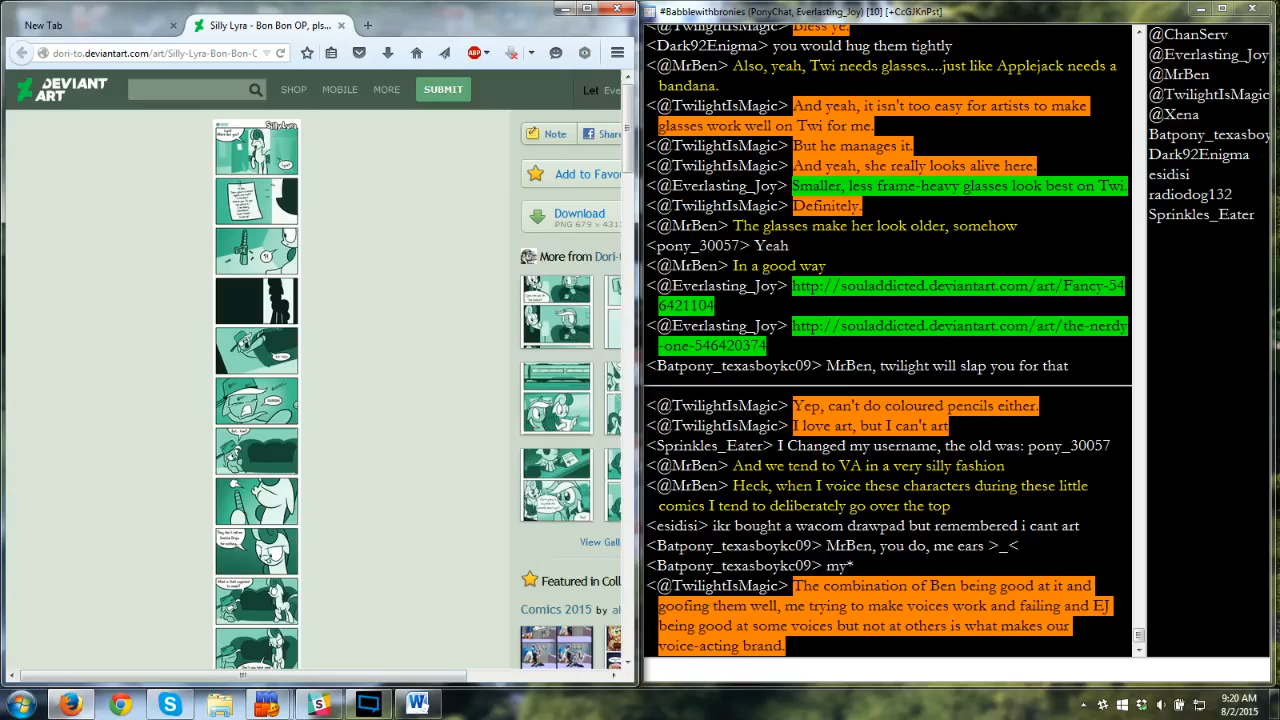 New Tabby
Silly Lyra - Bon Bon OP, pls...
dori-to.deviantart.com/art/Silly-Lyra-Bon-Bon-O
ABP
DEVIANT
ART
SHOP
MOBILE
MORE
SUBMIT
Let
Note
Share
Add to Favo
Download
PNG 679 × 431
More from Dori-t
View Gall
Featured in Coll
Comics 2015 by al
SillyLyra
#Babblewithbronies (PonyChat, Everlasting_Joy) [10] [+CcGJKnPst]
<@TwilightIsMagic> Bless ye.
<Dark92Enigma> you would hug them tightly
<@MrBen> Also, yeah, Twi needs glasses....just like Applejack needs a
bandana.
<@TwilightIsMagic> And yeah, it isn't too easy for artists to make
glasses work well on Twi for me.
<@TwilightIsMagic> But he manages it.
<@TwilightIsMagic> And yeah, she really looks alive here.
<@Everlasting_Joy> Smaller, less frame-heavy glasses look best on Twi.
<@TwilightIsMagic> Definitely.
<@MrBen> The glasses make her look older, somehow
<pony_30057> Yeah
<@MrBen> In a good way
<@Everlasting_Joy> http://souladdicted.deviantart.com/art/Fancy-54
6421104
<@Everlasting_Joy> http://souladdicted.deviantart.com/art/the-nerdy
-one-546420374
<Batpony_texasboykc09> MrBen, twilight will slap you for that
<@TwilightIsMagic> Yep, can't do coloured pencils either.
<@TwilightIsMagic> I love art, but I can't art
<Sprinkles_Eater> I Changed my username, the old was: pony_30057
<@MrBen> And we tend to VA in a very silly fashion
<@MrBen> Heck, when I voice these characters during these little
comics I tend to deliberately go over the top
<esidisi> ikr bought a wacom drawpad but remembered i cant art
<Batpony_texasboykc09> MrBen, you do, me ears >_<
<Batpony_texasboykc09> my*
<@TwilightIsMagic> The combination of Ben being good at it and
goofing them well, me trying to make voices work and failing and EJ
being good at some voices but not at others is what makes our
voice-acting brand.
@ChanServ
@Everlasting_Joy
@MrBen
@TwilightIsMagic
@Xena
Batpony_texasboy
Dark92Enigma
esidisi
radiodog132
Sprinkles_Eater
9:20 AM
8/2/2015